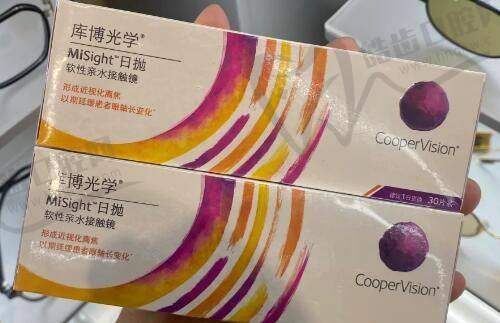 库博光学®
MiSight™日抛
软性亲水接触镜
形成近视化离焦
以期延缓患者眼轴长变化
CooperVision®
30片装
库博光学®
MiSight™日抛
软性亲水接触镜
形成近视化离焦
以期延缓患者眼轴长变化
CooperVision®